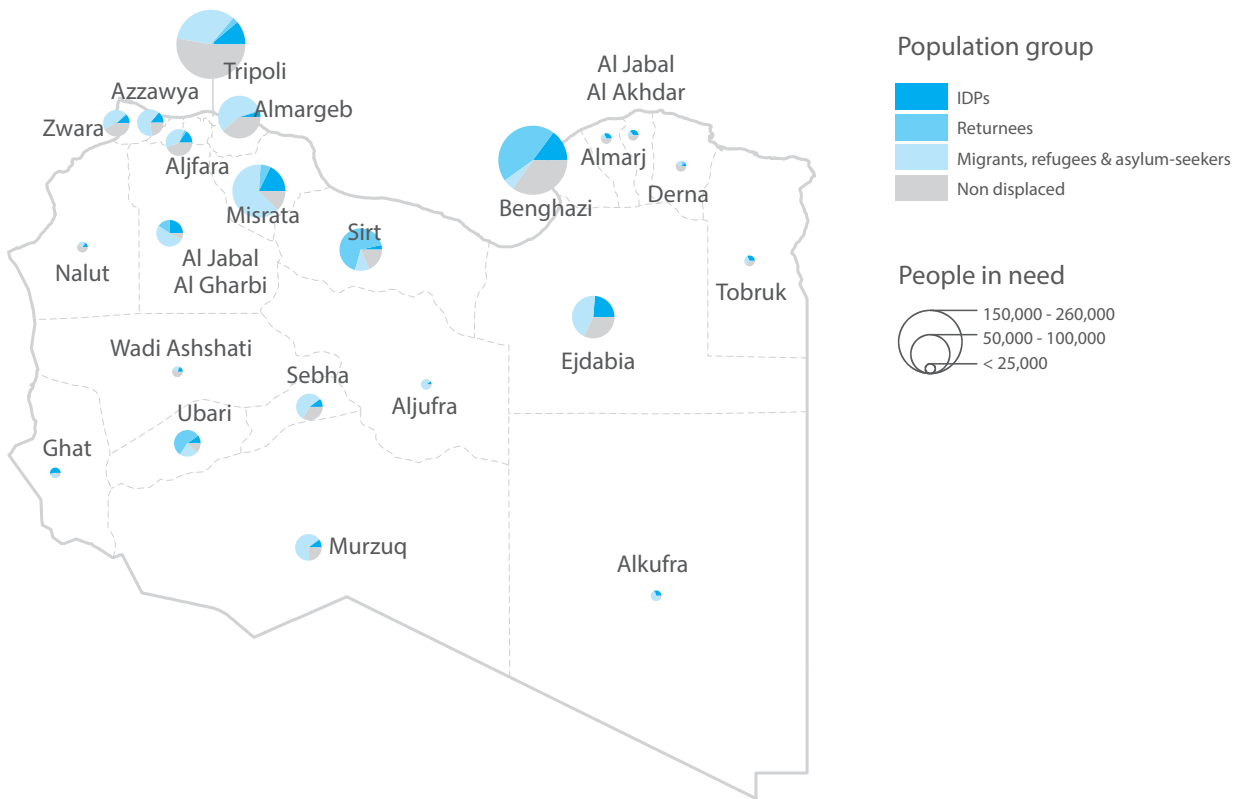 Tripoli
Azzawya
Almargeb
Zwara
Aljfara
Misrata
Sirt
Nalut
Al Jabal
Al Gharbi
Al Jabal
Al Akhdar
Almarj
Derna
Benghazi
Tobruk
Ejdabia
Wadi Ashshati
Sebha
Aljufra
Ubari
Ghat
Murzuq
Alkufra
Population group
IDPs
Returnees
Migrants, refugees & asylum-seekers
Non displaced
People in need
150,000 - 260,000
50,000 - 100,000
< 25,000